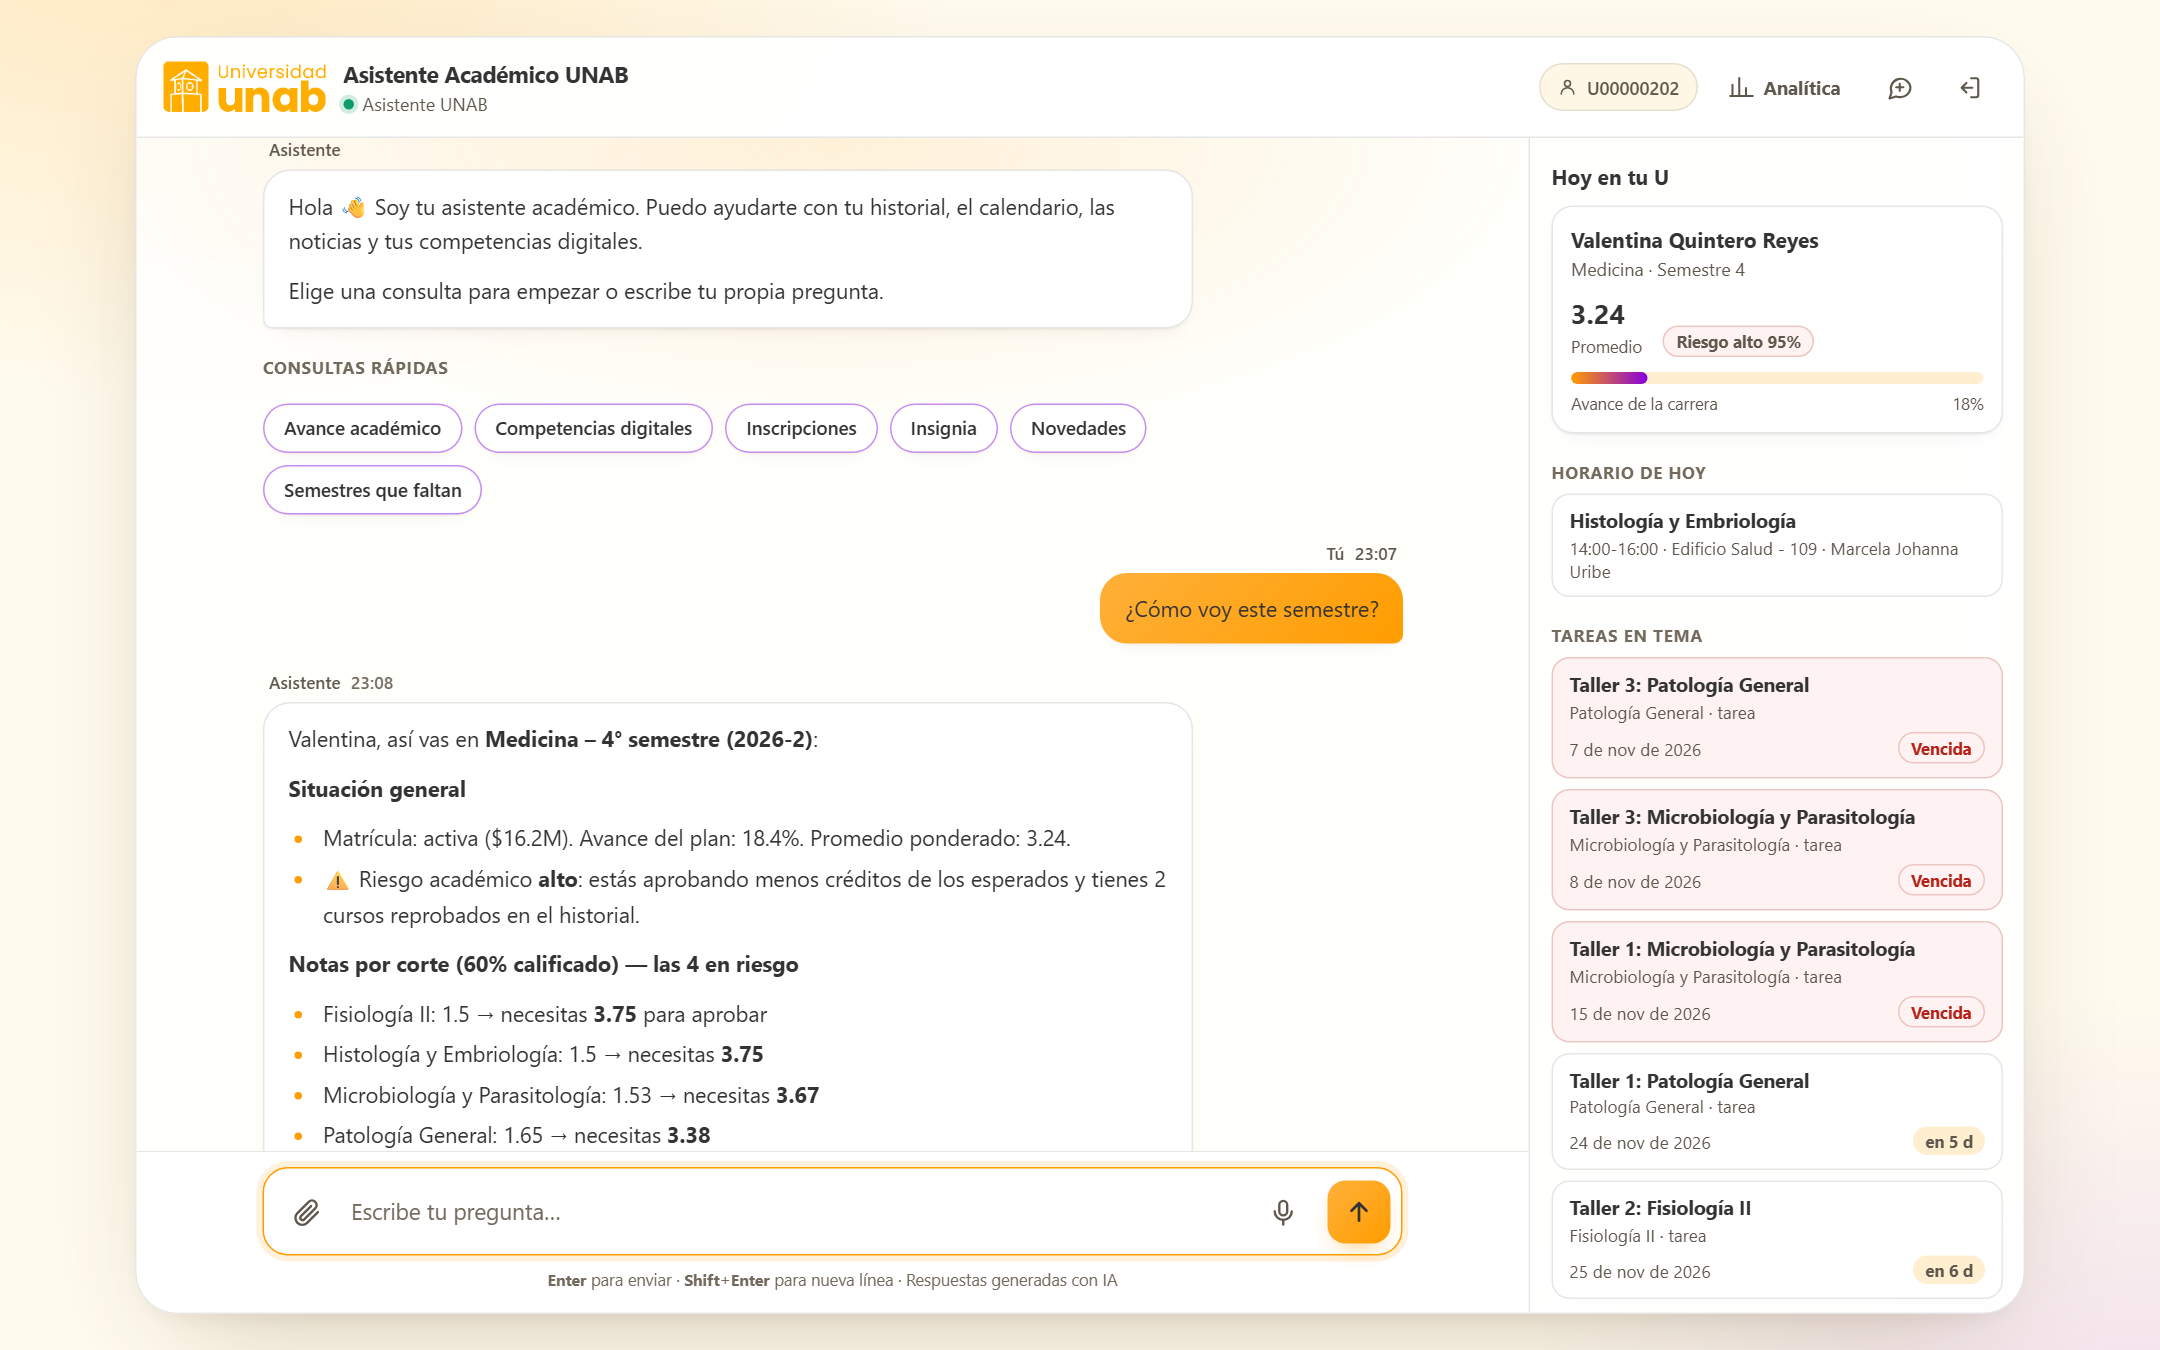 Universidad
unab
Asistente Académico UNAB
Asistente UNAB
U00000202
Analítica
Asistente
Hola 👋 Soy tu asistente académico. Puedo ayudarte con tu historial, el calendario, las
noticias y tus competencias digitales.
Elige una consulta para empezar o escribe tu propia pregunta.
CONSULTAS RÁPIDAS
Avance académico
Competencias digitales
Inscripciones
Insignia
Novedades
Semestres que faltan
Tú 23:07
¿Cómo voy este semestre?
Asistente 23:08
Valentina, así vas en Medicina – 4° semestre (2026-2):
Situación general
• Matrícula: activa ($16.2M). Avance del plan: 18.4%. Promedio ponderado: 3.24.
• ⚠️ Riesgo académico alto: estás aprobando menos créditos de los esperados y tienes 2
cursos reprobados en el historial.
Notas por corte (60% calificado) — las 4 en riesgo
• Fisiología II: 1.5 → necesitas 3.75 para aprobar
• Histología y Embriología: 1.5 → necesitas 3.75
• Microbiología y Parasitología: 1.53 → necesitas 3.67
• Patología General: 1.65 → necesitas 3.38
Escribe tu pregunta...
Enter para enviar · Shift+Enter para nueva línea · Respuestas generadas con IA
Hoy en tu U
Valentina Quintero Reyes
Medicina · Semestre 4
3.24
Promedio
Riesgo alto 95%
Avance de la carrera 18%
HORARIO DE HOY
Histología y Embriología
14:00-16:00 · Edificio Salud - 109 · Marcela Johanna
Uribe
TAREAS EN TEMA
Taller 3: Patología General
Patología General · tarea
7 de nov de 2026 Vencida
Taller 3: Microbiología y Parasitología
Microbiología y Parasitología · tarea
8 de nov de 2026 Vencida
Taller 1: Microbiología y Parasitología
Microbiología y Parasitología · tarea
15 de nov de 2026 Vencida
Taller 1: Patología General
Patología General · tarea
24 de nov de 2026 en 5 d
Taller 2: Fisiología II
Fisiología II · tarea
25 de nov de 2026 en 6 d